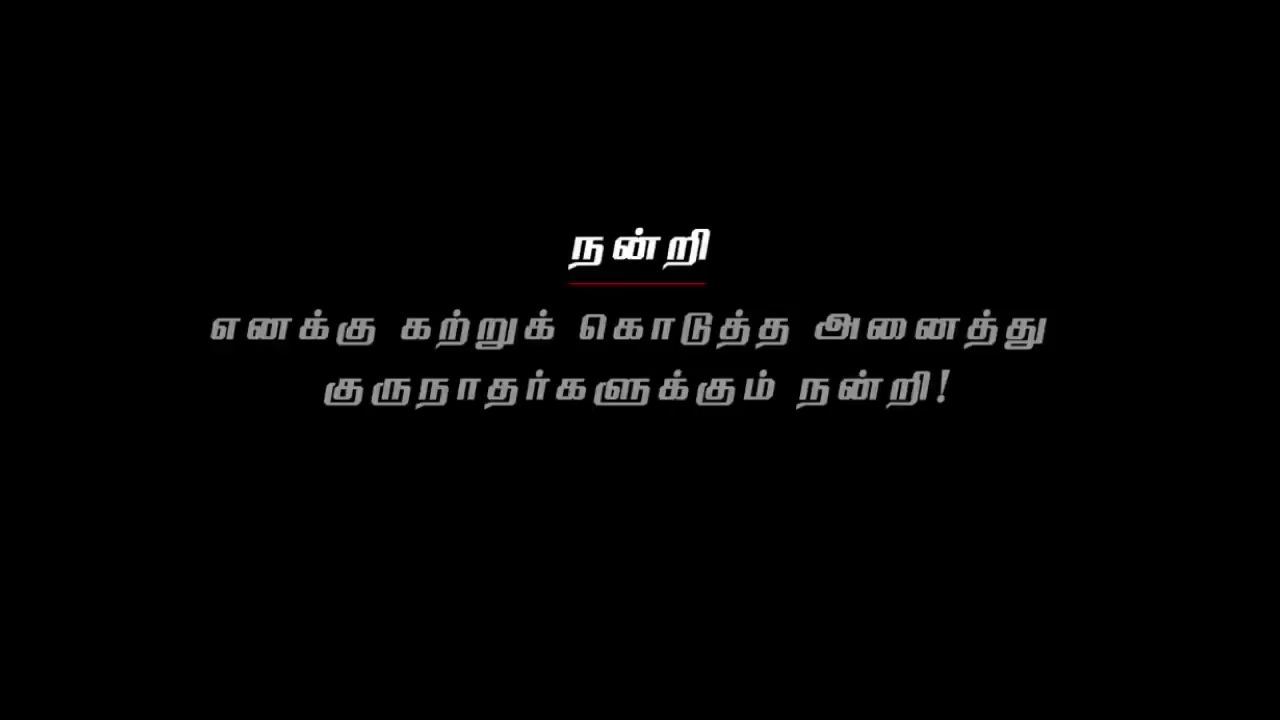 நன்றி
எனக்கு கற்றுக் கொடுத்த அனைத்து
குருநாதர்களுக்கும் நன்றி!